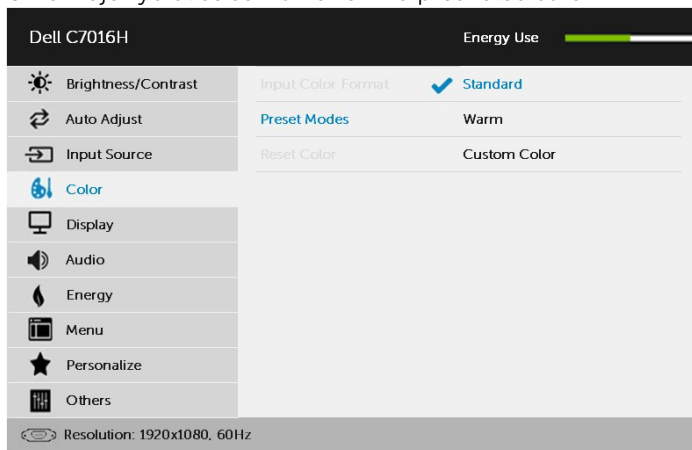 Dell C7016H Energy Use
Brightness/Contrast Input Color Format Standard
Auto Adjust Preset Modes Warm
Input Source Reset Color Custom Color
Color
Display
Audio
Energy
Menu
Personalize
Others
Resolution: 1920x1080, 60Hz